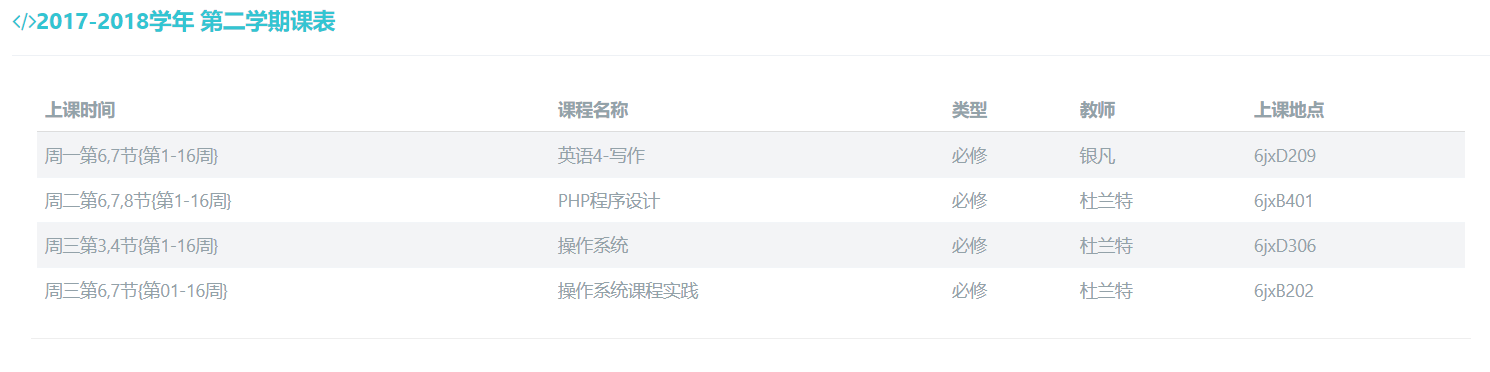 </>2017-2018学年 第二学期课表
上课时间 课程名称 类型 教师 上课地点
周一第6,7节{第1-16周} 英语4-写作 必修 银凡 6jxD209
周二第6,7,8节{第1-16周} PHP程序设计 必修 杜兰特 6jxB401
周三第3,4节{第1-16周} 操作系统 必修 杜兰特 6jxD306
周三第6,7节{第01-16周} 操作系统课程实践 必修 杜兰特 6jxB202